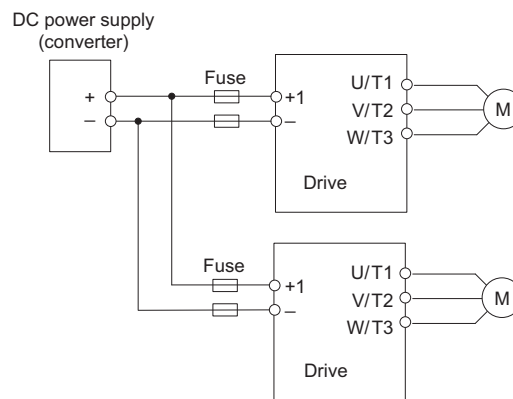 DC power supply
(converter)
+
–
Fuse
+1
–
U/T1
V/T2
W/T3
M
Drive
Fuse
+1
–
U/T1
V/T2
W/T3
M
Drive